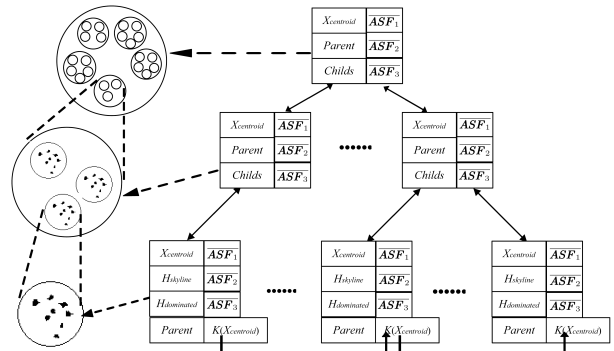 Xcentroid ASF1
Parent ASF2
Childs ASF3
Xcentroid ASF1 Xcentroid ASF1
Parent ASF2 ...... Parent ASF2
Childs ASF3 Childs ASF3
Xcentroid ASF1 Xcentroid ASF1 Xcentroid ASF1
Hskyline ASF2 Hskyline ASF2 Hskyline ASF2
...... ......
Hdominated ASF3 Hdominated ASF3 Hdominated ASF3
Parent K(Xcentroid) Parent K(Xcentroid) Parent K(Xcentroid)